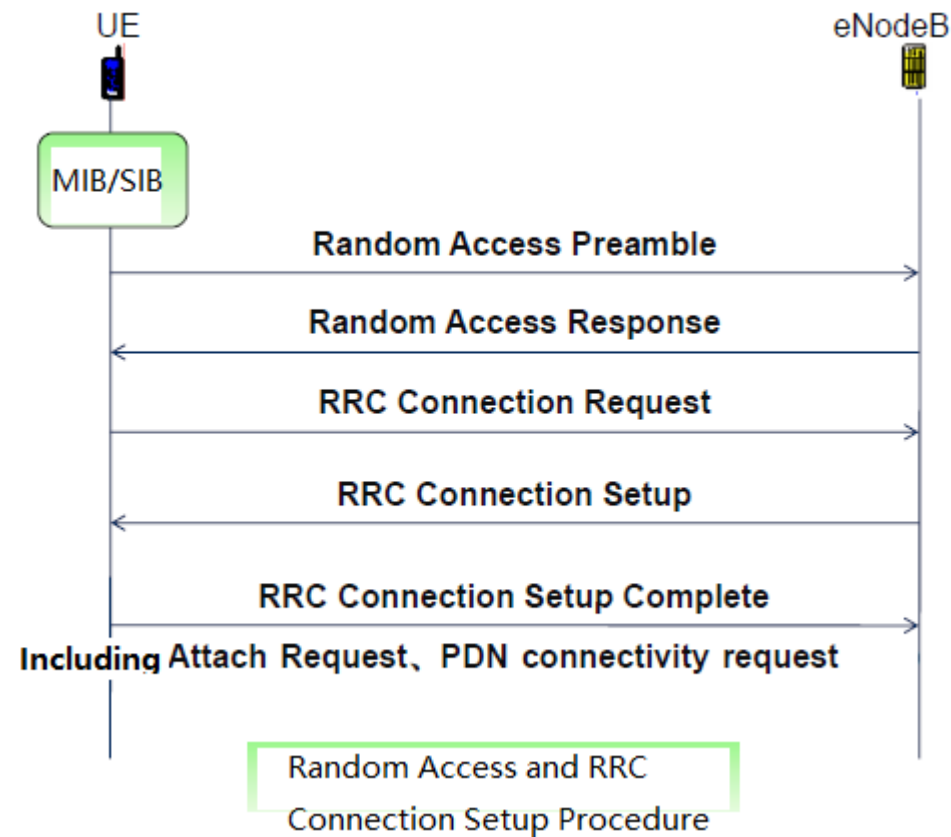 UE
eNodeB
MIB/SIB
Random Access Preamble
Random Access Response
RRC Connection Request
RRC Connection Setup
RRC Connection Setup Complete
Including Attach Request、PDN connectivity request
Random Access and RRC
Connection Setup Procedure